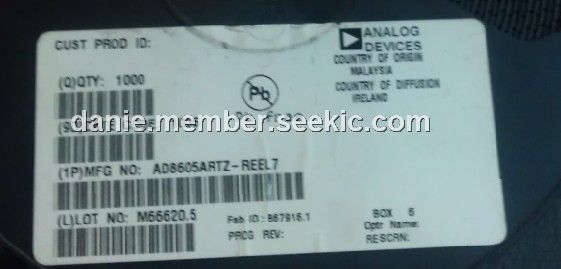 CUST PROD ID:
ANALOG
DEVICES
COUNTRY OF ORIGIN
MALAYSIA
COUNTRY OF DIFFUSION
IRELAND
(Q)QTY: 1000
Pb
danie.member.seekic.com
(1P)MFG NO: AD8605ARTZ-REEL7
(L)LOT NO: M66620.5
Fab ID: 867916.1
PRCG REV:
BOX 6
Optr Name:
RESCRN: